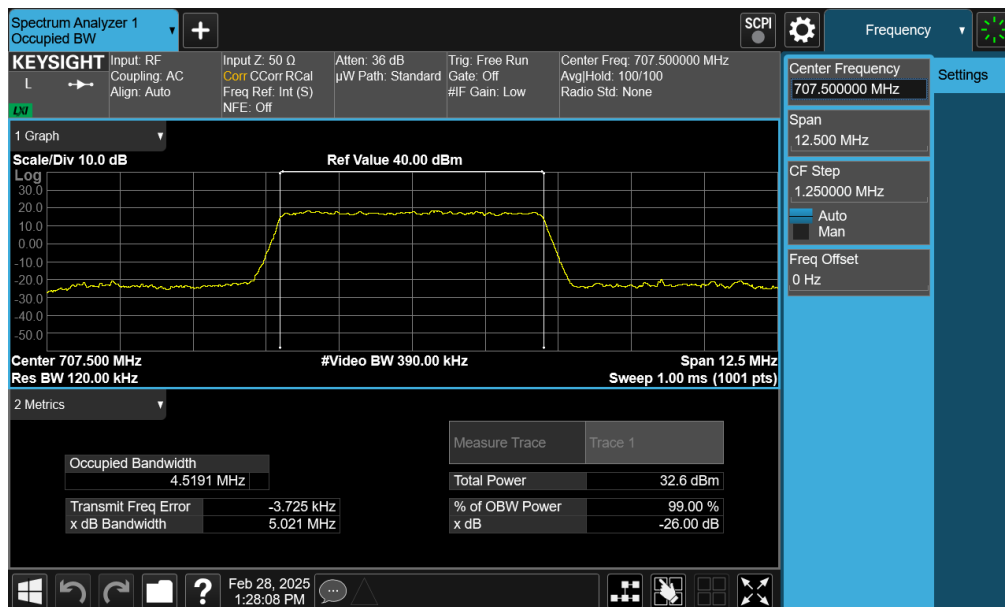 Spectrum Analyzer 1
Occupied BW
+
SCPI
Frequency
KEYSIGHT
L
LXI
Input: RF
Coupling: AC
Align: Auto
Input Z: 50 Ω
Corr CCorr RCal
Freq Ref: Int (S)
NFE: Off
Atten: 36 dB
µW Path: Standard
Trig: Free Run
Gate: Off
#IF Gain: Low
Center Freq: 707.500000 MHz
Avg|Hold: 100/100
Radio Std: None
Center Frequency
707.500000 MHz
Settings
Span
12.500 MHz
CF Step
1.250000 MHz
Auto
Man
Freq Offset
0 Hz
1 Graph
Scale/Div 10.0 dB
Ref Value 40.00 dBm
Log
30.0
20.0
10.0
0.00
-10.0
-20.0
-30.0
-40.0
-50.0
Center 707.500 MHz
#Video BW 390.00 kHz
Span 12.5 MHz
Res BW 120.00 kHz
Sweep 1.00 ms (1001 pts)
2 Metrics
Measure Trace
Trace 1
Occupied Bandwidth
4.5191 MHz
Total Power
32.6 dBm
Transmit Freq Error
-3.725 kHz
% of OBW Power
99.00 %
x dB Bandwidth
5.021 MHz
x dB
-26.00 dB
?
Feb 28, 2025
1:28:08 PM